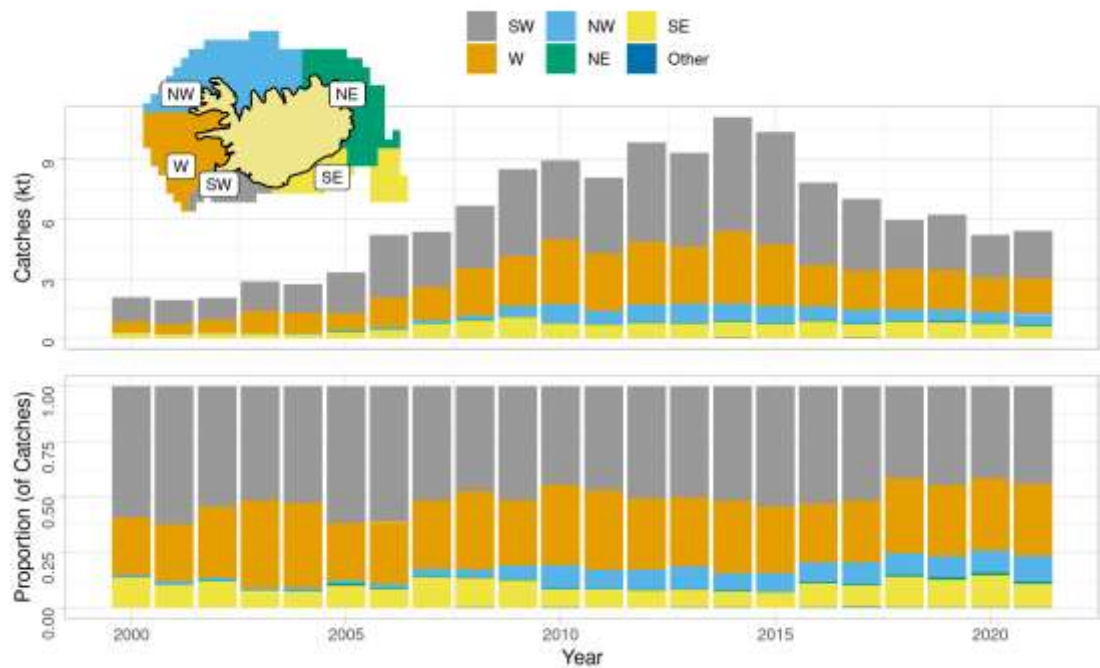 SW NW SE
W NE Other
NW
NE
W
SW
SE
Catches (kt)
9
6
3
0
Proportion (of Catches)
1.00
0.75
0.50
0.25
0.00
2000 2005 2010 2015 2020
Year